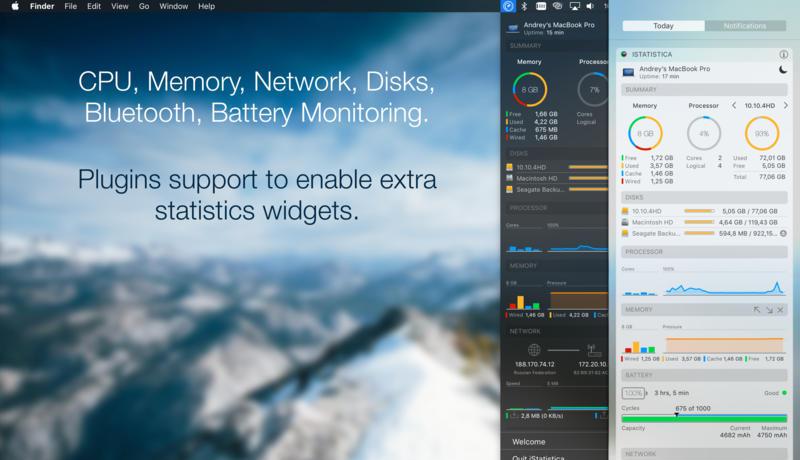 Finder File Edit View Go Window Help
CPU, Memory, Network, Disks,
Bluetooth, Battery Monitoring.
Plugins support to enable extra
statistics widgets.
Andrey's MacBook Pro
Uptime: 15 min
SUMMARY
Memory Processor
8 GB 7%
Free 1,66 GB Cores
Used 4,22 GB Logical
Cache 675 MB
Wired 1,46 GB
DISKS
10.10.4HD
Macintosh HD
Seagate Backu...
PROCESSOR
Cores 100%
MEMORY
8 GB Pressure
Wired 1,46 GB Used 4,22 GB Cach
NETWORK
188.170.74.12 172.20.10.
Russian Federation
Speed 5 MB
2,8 MB (0 KB/s)
Welcome
Quit iStatistica
Today Notifications
ISTATISTICA
Andrey's MacBook Pro
Uptime: 17 min
SUMMARY
Memory Processor 10.10.4HD
8 GB 4% 93%
Free 1,72 GB Cores 2 Used 72,01 GB
Used 3,57 GB Logical 4 Free 5,05 GB
Cache 1,46 GB Total 77,06 GB
Wired 1,25 GB
DISKS
10.10.4HD 5,05 GB / 77,06 GB
Macintosh HD 4,64 GB / 119,43 GB
Seagate Backu... 594,8 MB / 922,15...
PROCESSOR
Cores 100%
MEMORY
8 GB Pressure
Wired 1,25 GB Used 3,57 GB Cache 1,46 GB Free 1,72 GB
BATTERY
100% 3 hrs, 5 min Good
Cycles 675 of 1000
Capacity Current Maximum
4682 mAh 4750 mAh
NETWORK